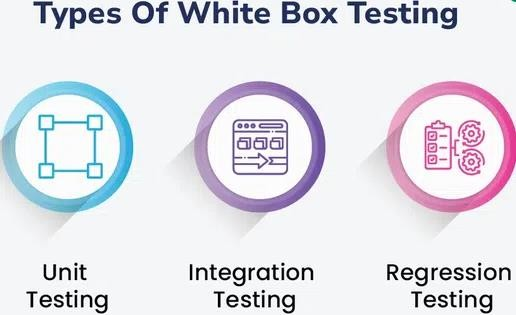 Types Of White Box Testing
Unit
Testing
Integration
Testing
Regression
Testing